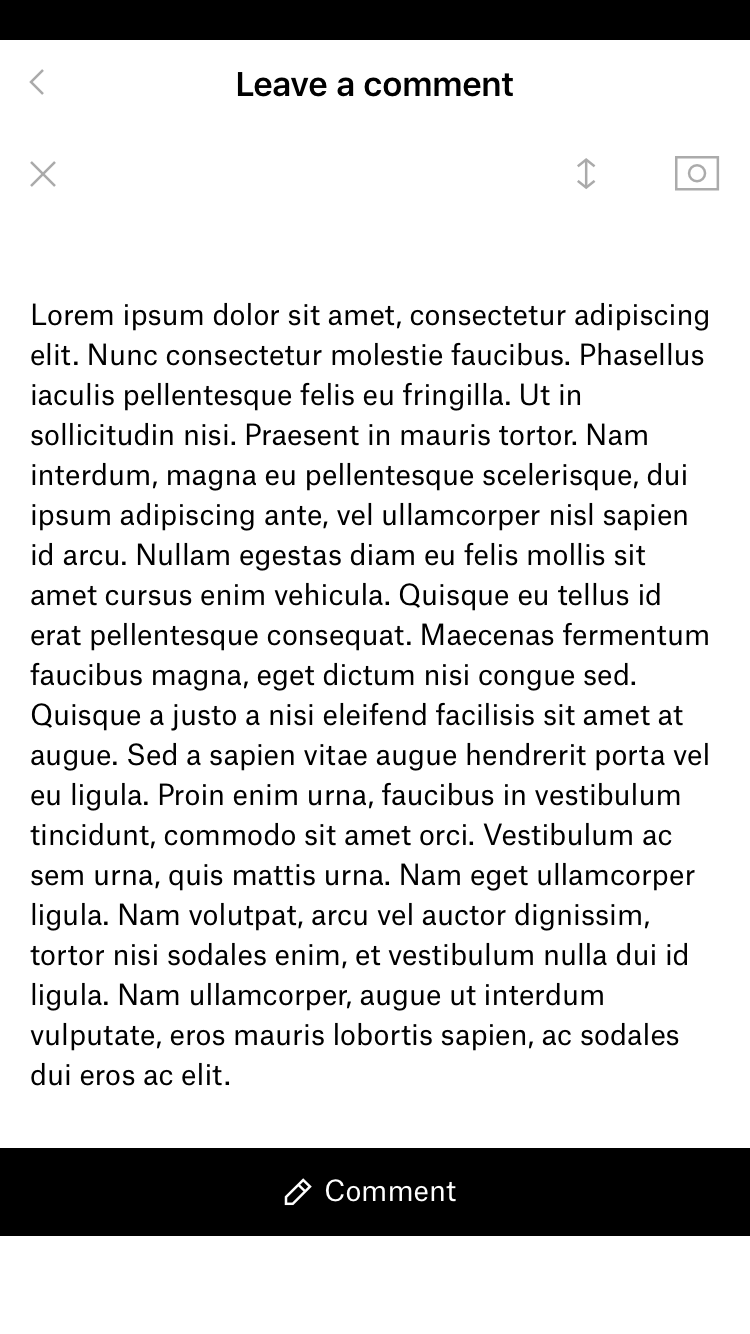 Leave a comment
Lorem ipsum dolor sit amet, consectetur adipiscing
elit. Nunc consectetur molestie faucibus. Phasellus
iaculis pellentesque felis eu fringilla. Ut in
sollicitudin nisi. Praesent in mauris tortor. Nam
interdum, magna eu pellentesque scelerisque, dui
ipsum adipiscing ante, vel ullamcorper nisl sapien
id arcu. Nullam egestas diam eu felis mollis sit
amet cursus enim vehicula. Quisque eu tellus id
erat pellentesque consequat. Maecenas fermentum
faucibus magna, eget dictum nisi congue sed.
Quisque a justo a nisi eleifend facilisis sit amet at
augue. Sed a sapien vitae augue hendrerit porta vel
eu ligula. Proin enim urna, faucibus in vestibulum
tincidunt, commodo sit amet orci. Vestibulum ac
sem urna, quis mattis urna. Nam eget ullamcorper
ligula. Nam volutpat, arcu vel auctor dignissim,
tortor nisi sodales enim, et vestibulum nulla dui id
ligula. Nam ullamcorper, augue ut interdum
vulputate, eros mauris lobortis sapien, ac sodales
dui eros ac elit.
Comment